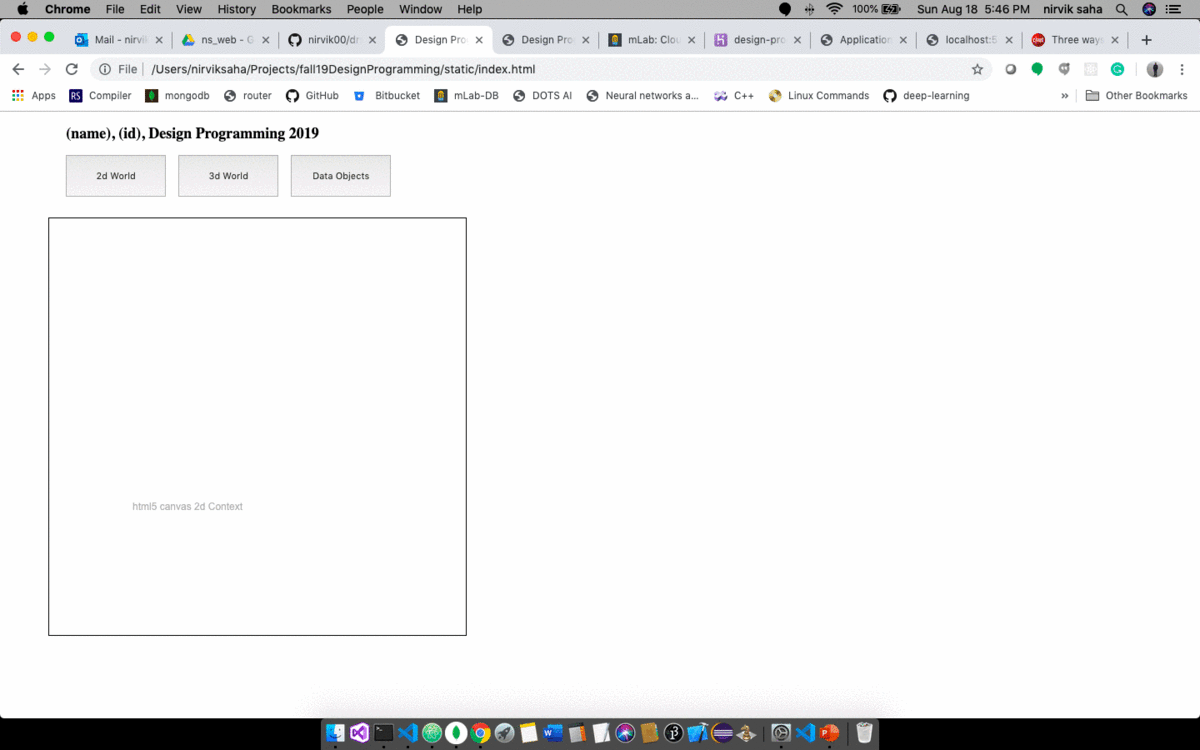 Chrome File Edit View History Bookmarks People Window Help 100% Sun Aug 18 5:46 PM nirvik saha
Mail - nirvik ns_web - G nirvik00/dr Design Pro Design Pro mLab: Clou design-pro Application localhost:5 Three way
File /Users/nirviksaha/Projects/fall19DesignProgramming/static/index.html
Apps RS Compiler mongodb router GitHub Bitbucket mLab-DB DOTS AI Neural networks a... C++ Linux Commands deep-learning » Other Bookmarks
(name), (id), Design Programming 2019
2d World 3d World Data Objects
html5 canvas 2d Context